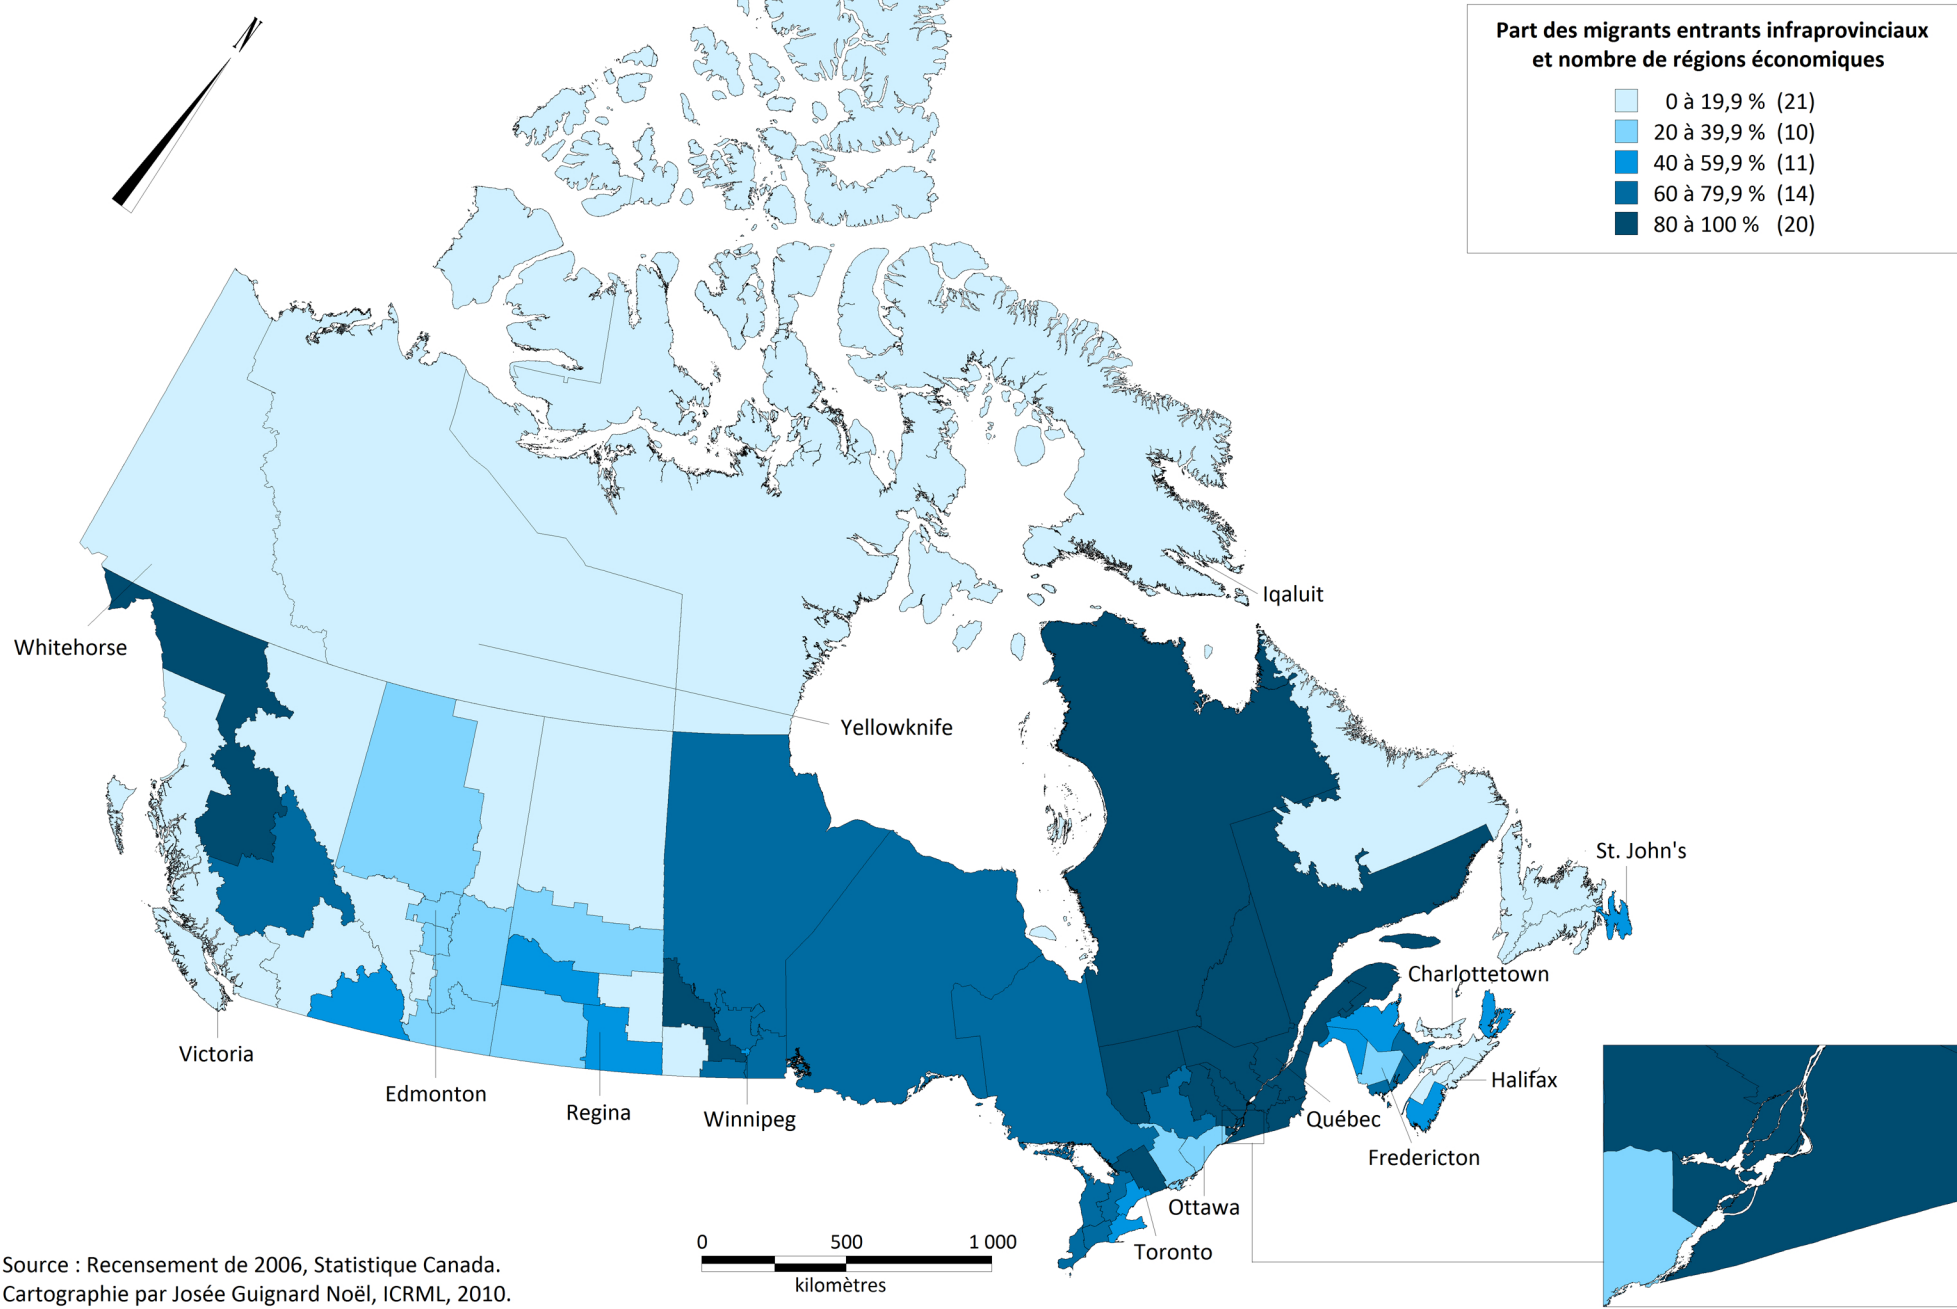 Part des migrants entrants infraprovinciaux
et nombre de régions économiques
0 à 19,9 % (21)
20 à 39,9 % (10)
40 à 59,9 % (11)
60 à 79,9 % (14)
80 à 100 % (20)
N
Iqaluit
Whitehorse
Yellowknife
St. John's
Charlottetown
Victoria
Halifax
Edmonton
Regina
Winnipeg
Québec
Fredericton
Ottawa
Toronto
0 500 1 000
kilomètres
Source : Recensement de 2006, Statistique Canada.
Cartographie par Josée Guignard Noël, ICRML, 2010.